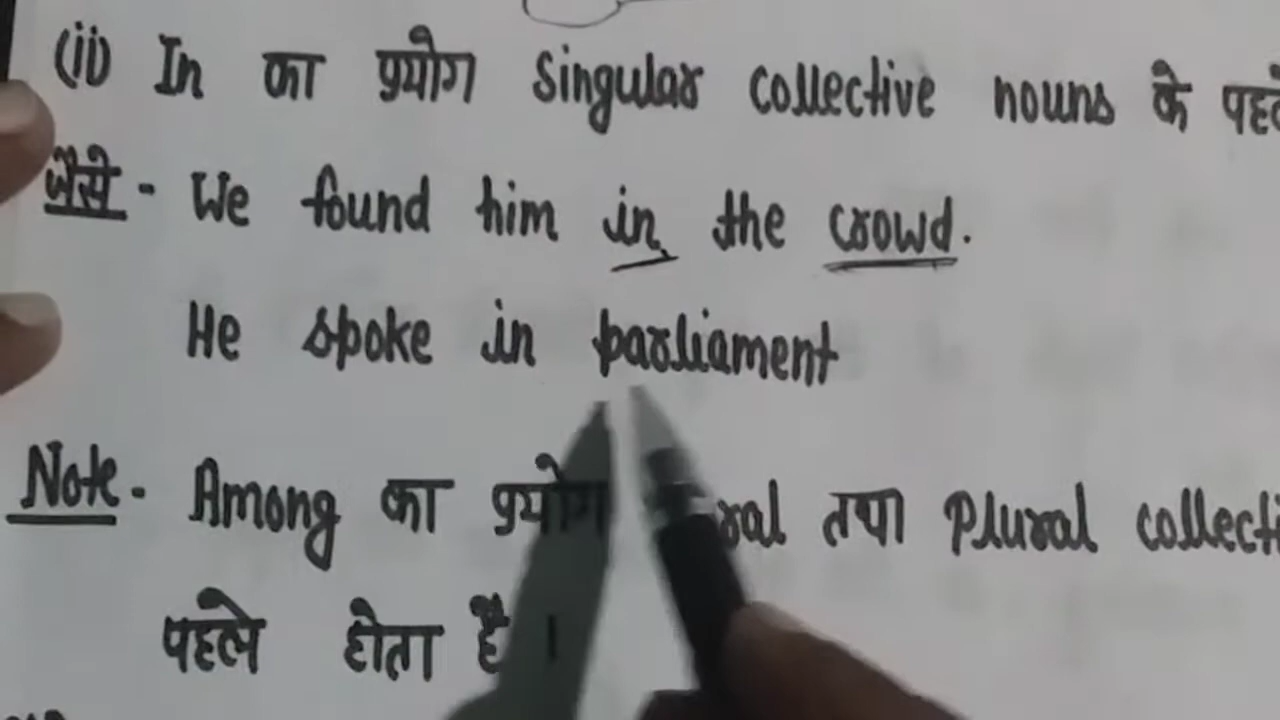 (ii) In का प्रयोग Singular collective nouns के
जैसे - We found him in the crowd.
He spoke in parliament
Note - Among का प्रयोग तथा Plural
पहले होता है ।